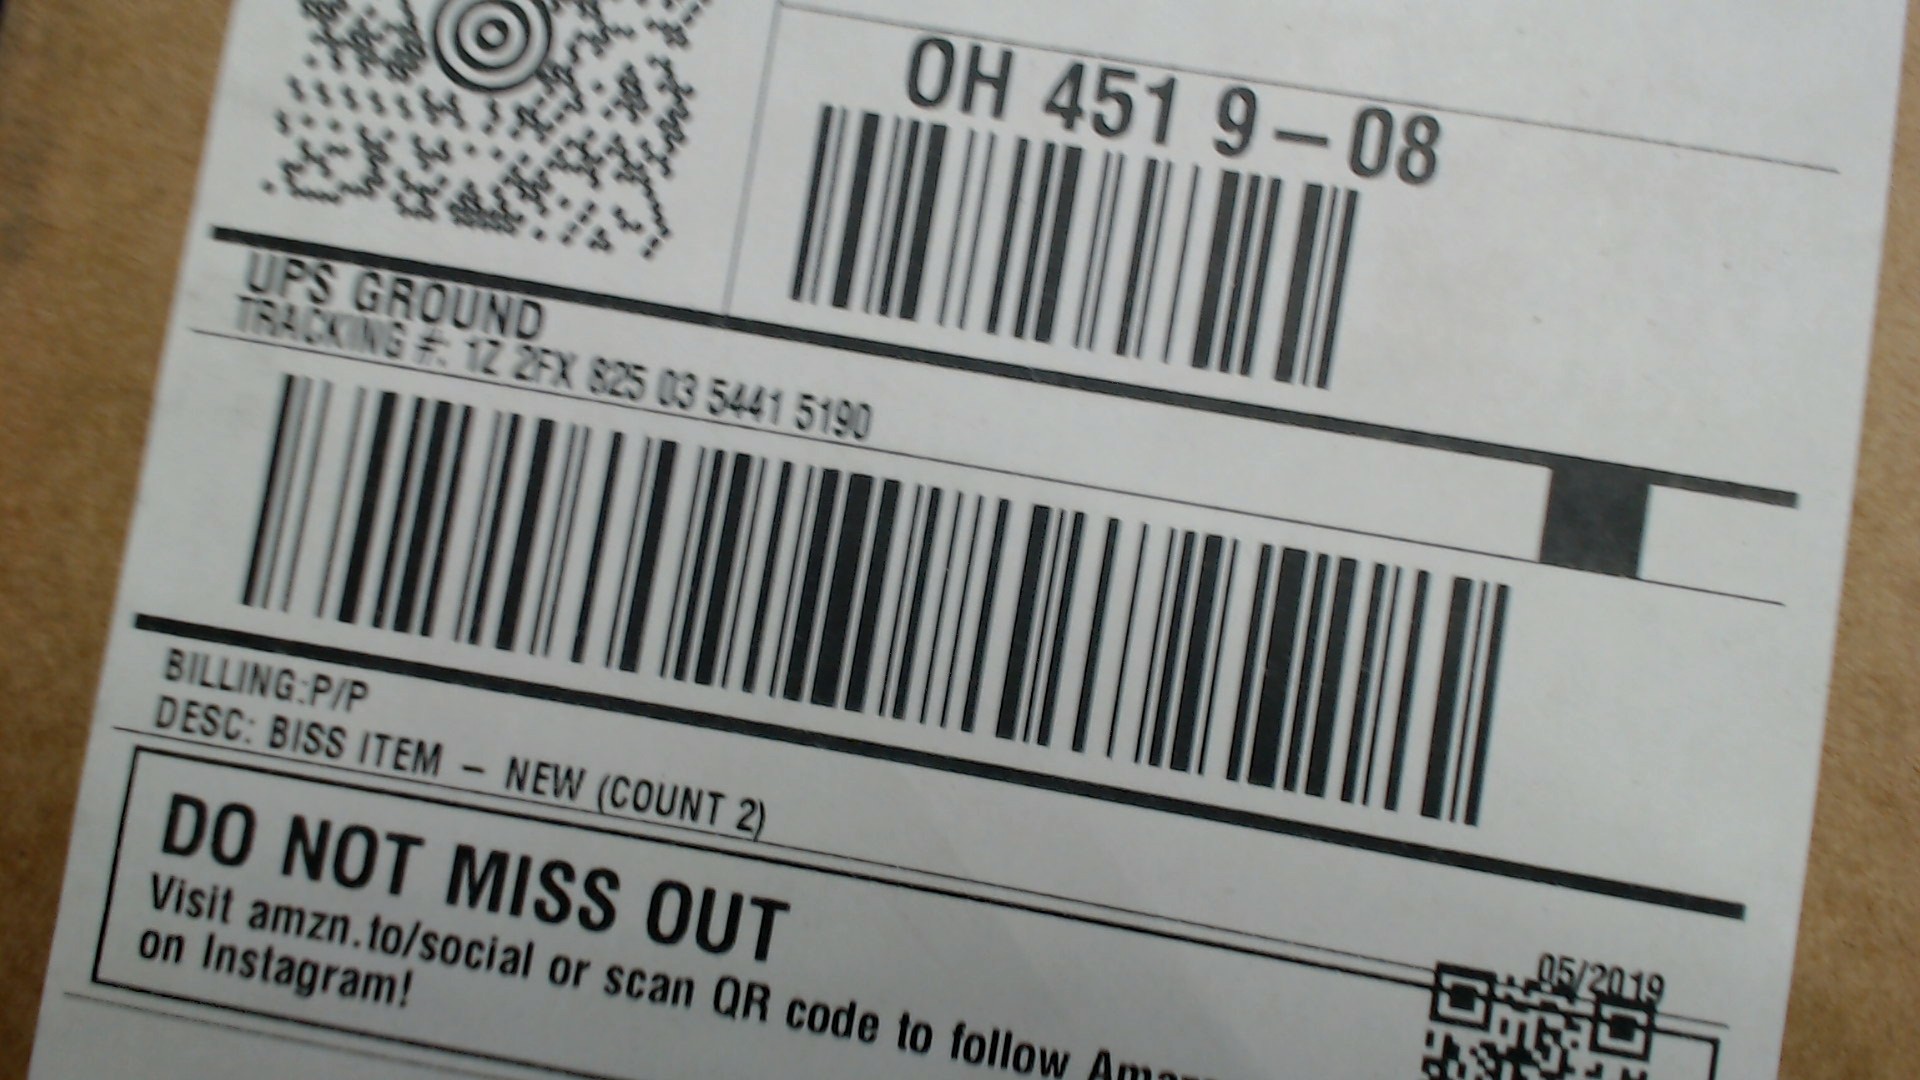 OH 451 9-08
UPS GROUND
TRACKING #: 1Z 2FX 825 03 5441 5190
BILLING:P/P
DESC: BISS ITEM - NEW (COUNT 2)
05/2019
DO NOT MISS OUT
Visit amzn.to/social or scan QR code to follow
on Instagram!